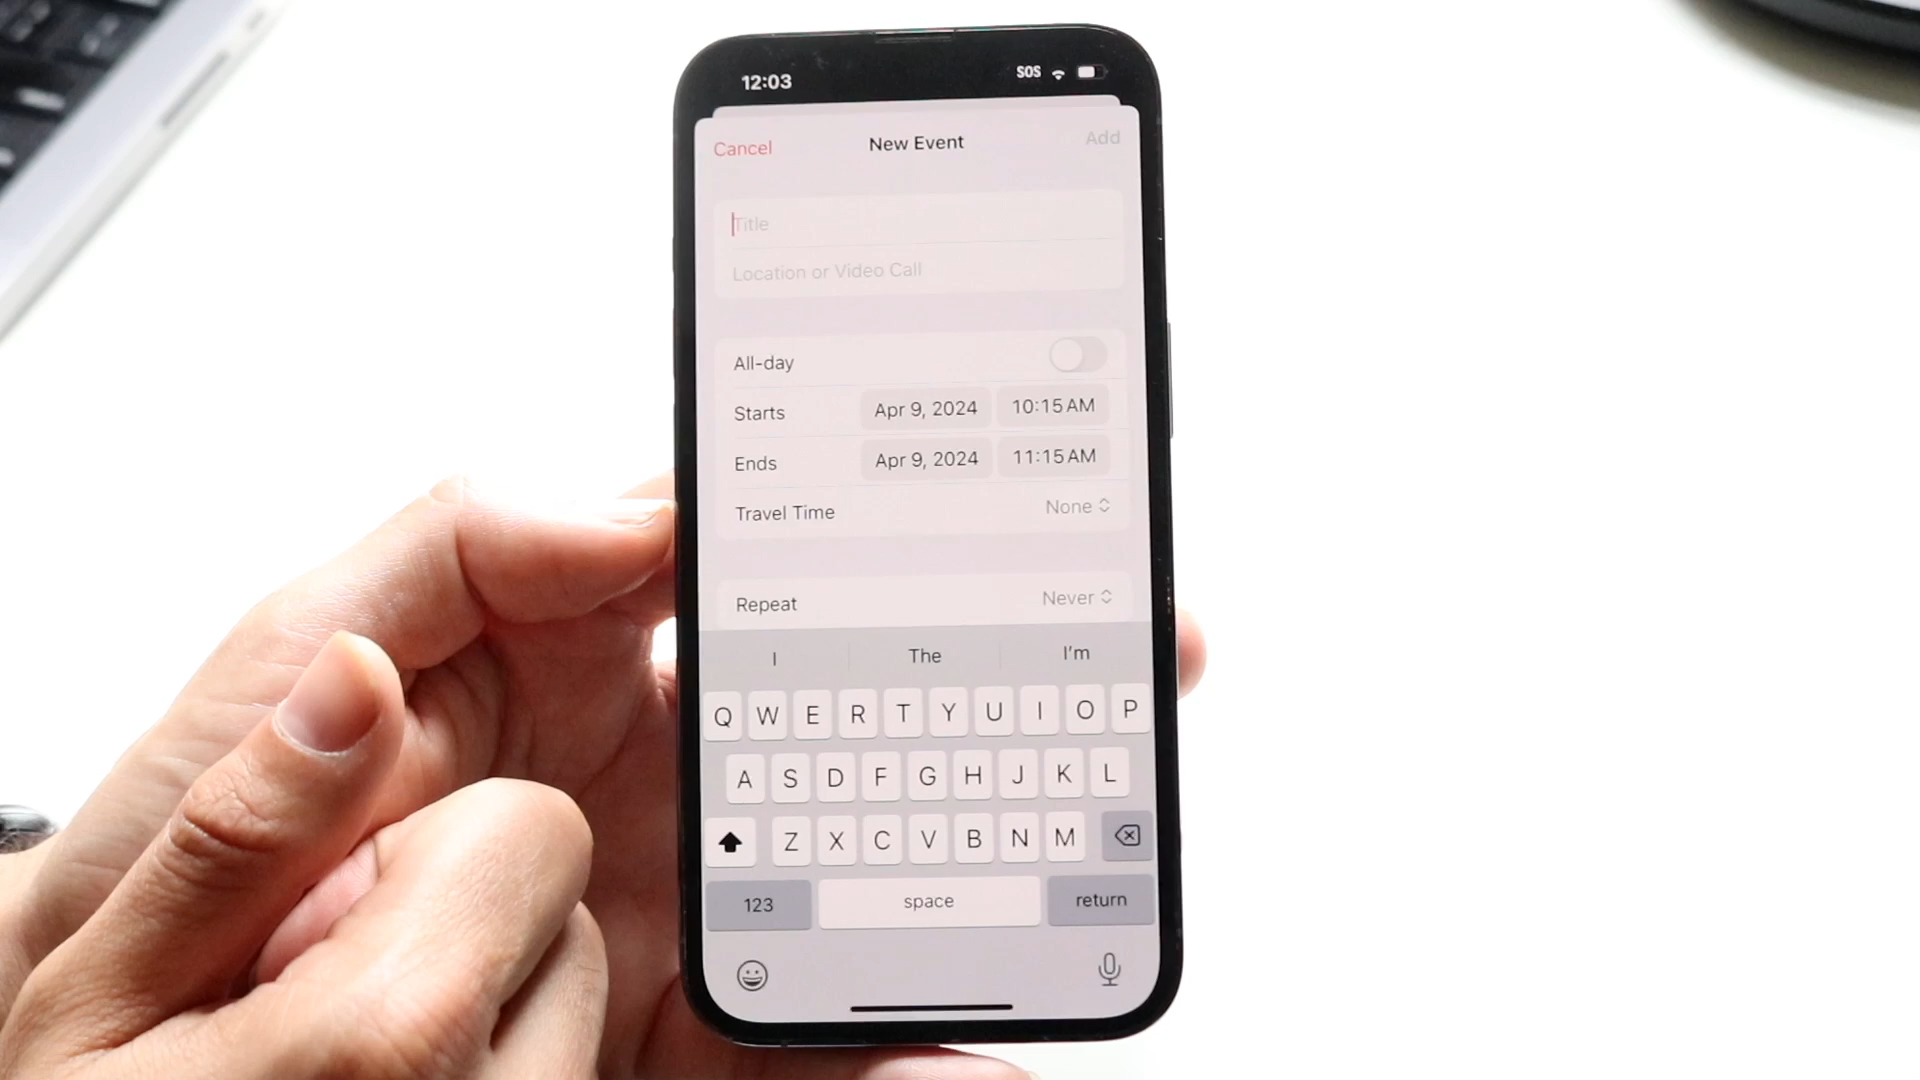 12:03 SOS
Cancel New Event Add
Title
Location or Video Call
All-day
Starts Apr 9, 2024 10:15 AM
Ends Apr 9, 2024 11:15 AM
Travel Time None
Repeat Never
I The I'm
Q W E R T Y U I O P
A S D F G H J K L
Z X C V B N M
123 space return